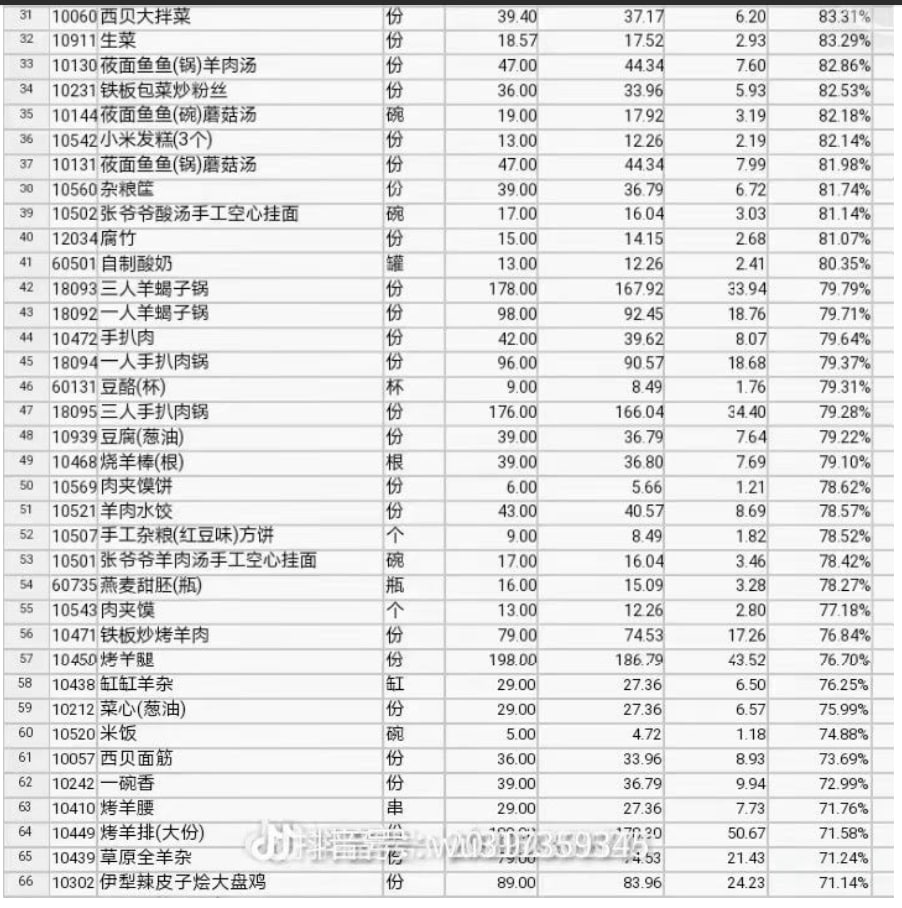 31 10060 西贝大拌菜 份 39.40 37.17 6.20 83.31%
32 10911 生菜 份 18.57 17.52 2.93 83.29%
33 10130 莜面鱼鱼(锅)羊肉汤 份 47.00 44.34 7.60 82.86%
34 10231 铁板包菜炒粉丝 份 36.00 33.96 5.93 82.53%
35 10144 莜面鱼鱼(碗)蘑菇汤 碗 19.00 17.92 3.19 82.18%
36 10542 小米发糕(3个) 份 13.00 12.26 2.19 82.14%
37 10131 莜面鱼鱼(锅)蘑菇汤 份 47.00 44.34 7.99 81.98%
30 10560 杂粮筐 份 39.00 36.79 6.72 81.74%
39 10502 张爷爷酸汤手工空心挂面 碗 17.00 16.04 3.03 81.14%
40 12034 腐竹 份 15.00 14.15 2.68 81.07%
41 60501 自制酸奶 罐 13.00 12.26 2.41 80.35%
42 18093 三人羊蝎子锅 份 178.00 167.92 33.94 79.79%
43 18092 一人羊蝎子锅 份 98.00 92.45 18.76 79.71%
44 10472 手扒肉 份 42.00 39.62 8.07 79.64%
45 18094 一人手扒肉锅 份 96.00 90.57 18.68 79.37%
46 60131 豆酪(杯) 杯 9.00 8.49 1.76 79.31%
47 18095 三人手扒肉锅 份 176.00 166.04 34.40 79.28%
48 10939 豆腐(葱油) 份 39.00 36.79 7.64 79.22%
49 10468 烧羊棒(根) 根 39.00 36.80 7.69 79.10%
50 10569 肉夹馍饼 份 6.00 5.66 1.21 78.62%
51 10521 羊肉水饺 份 43.00 40.57 8.69 78.57%
52 10507 手工杂粮(红豆味)方饼 个 9.00 8.49 1.82 78.52%
53 10501 张爷爷羊肉汤手工空心挂面 碗 17.00 16.04 3.46 78.42%
54 60735 燕麦甜胚(瓶) 瓶 16.00 15.09 3.28 78.27%
55 10543 肉夹馍 个 13.00 12.26 2.80 77.18%
56 10471 铁板炒烤羊肉 份 79.00 74.53 17.26 76.84%
57 10450 烤羊腿 份 198.00 186.79 43.52 76.70%
58 10438 缸缸羊杂 缸 29.00 27.36 6.50 76.25%
59 10212 菜心(葱油) 份 29.00 27.36 6.57 75.99%
60 10520 米饭 碗 5.00 4.72 1.18 74.88%
61 10057 西贝面筋 份 36.00 33.96 8.93 73.69%
62 10242 一碗香 份 39.00 36.79 9.94 72.99%
63 10410 烤羊腰 串 29.00 27.36 7.73 71.76%
64 10449 烤羊排(大份) 份 50.67 71.58%
65 10439 草原全羊杂 份 79.00 74.53 21.43 71.24%
66 10302 伊犁辣皮子烩大盘鸡 份 89.00 83.96 24.23 71.14%